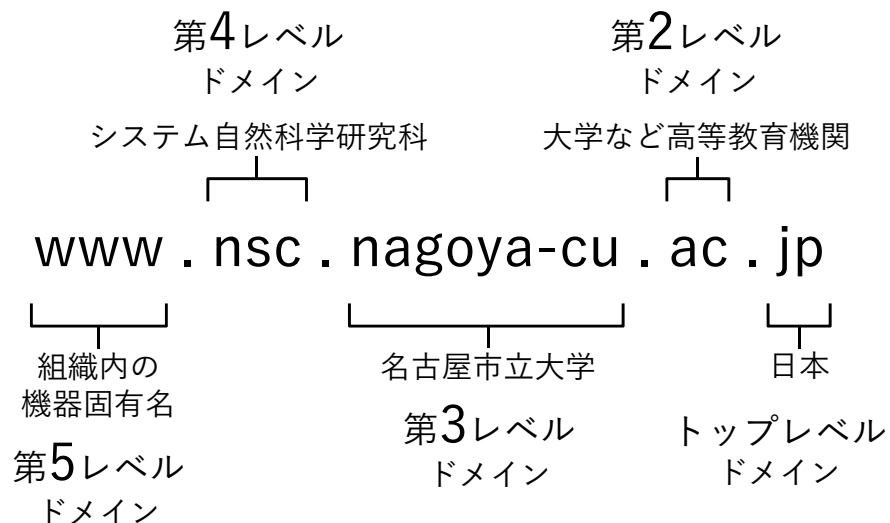 第4レベル
ドメイン
システム自然科学研究科
第2レベル
ドメイン
大学など高等教育機関
www . nsc . nagoya-cu . ac . jp
組織内の
機器固有名
第5レベル
ドメイン
名古屋市立大学
第3レベル
ドメイン
日本
トップレベル
ドメイン